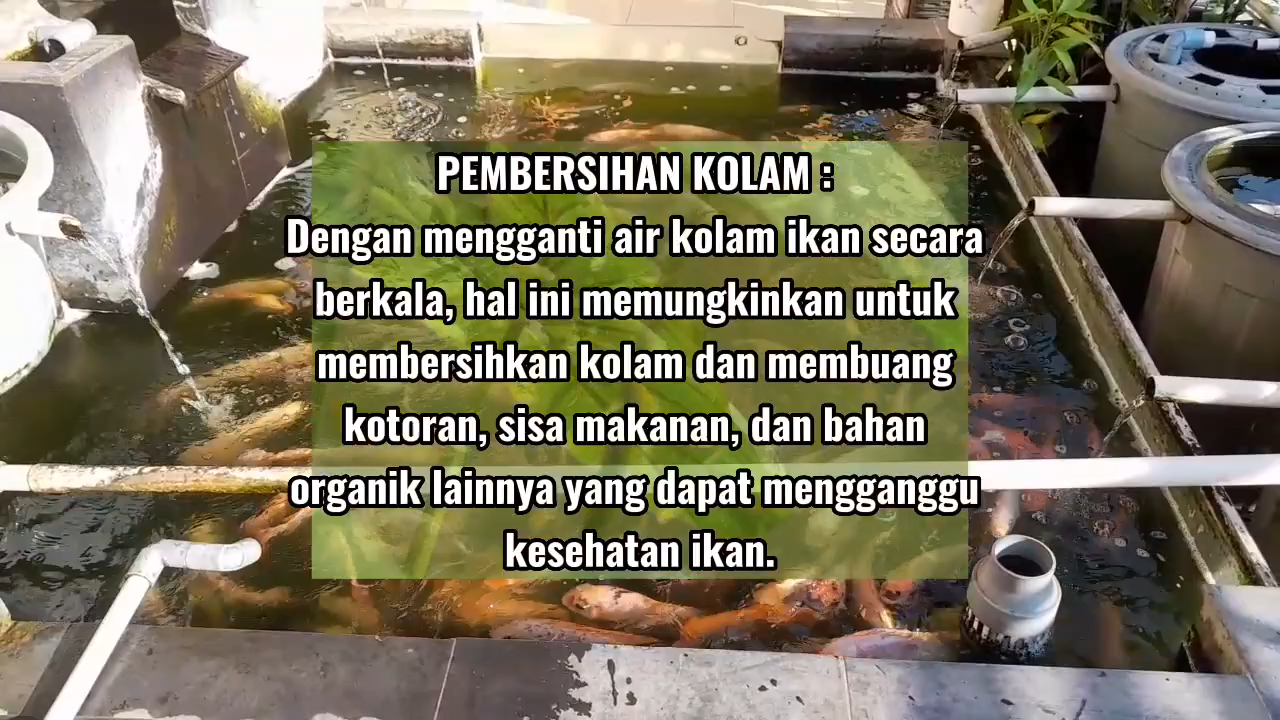 PEMBERSIHAN KOLAM :
Dengan mengganti air kolam ikan secara
berkala, hal ini memungkinkan untuk
membersihkan kolam dan membuang
kotoran, sisa makanan, dan bahan
organik lainnya yang dapat mengganggu
kesehatan ikan.